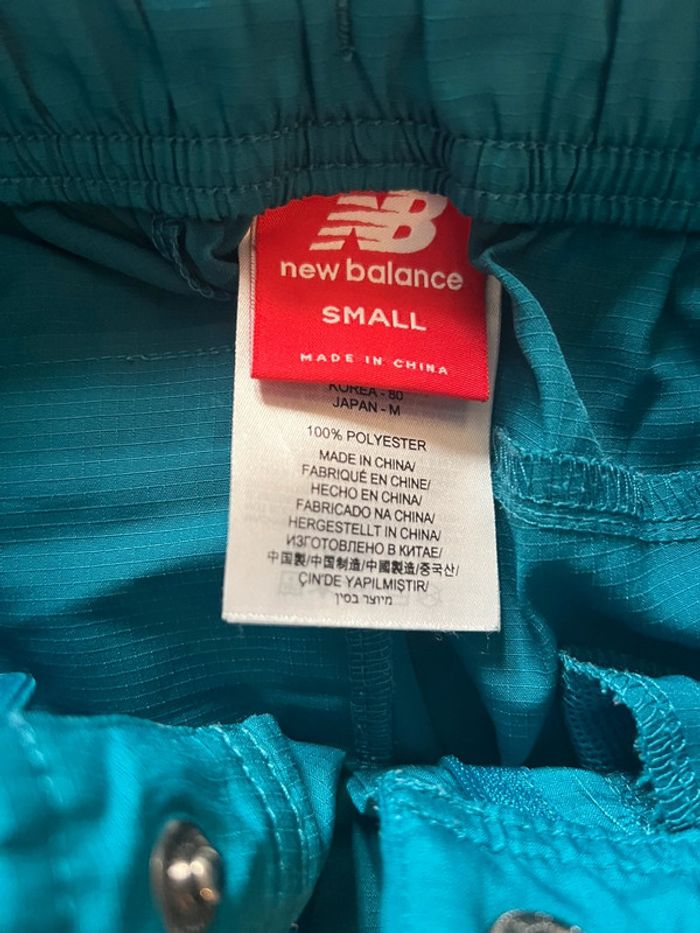 NB
new balance
SMALL
MADE IN CHINA
KOREA - 80
JAPAN - M
100% POLYESTER
MADE IN CHINA/
FABRIQUÉ EN CHINE/
HECHO EN CHINA/
FABRICADO NA CHINA/
HERGESTELLT IN CHINA/
ИЗГОТОВЛЕНО В КИТАЕ/
中国製/中国制造/中國製造/중국산/
ÇIN'DE YAPILMIŞTIR/
מיוצר בסין